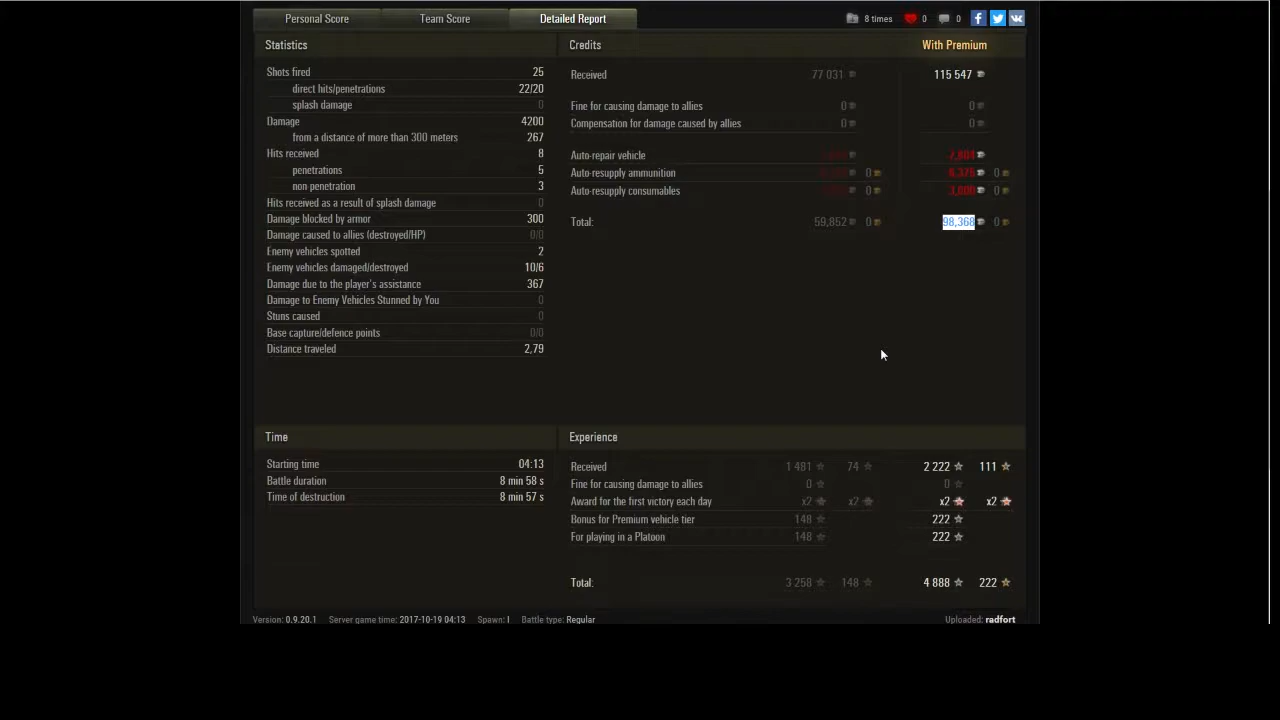 Personal Score Team Score Detailed Report 8 times 0 0
Statistics
Shots fired 25
direct hits/penetrations 22/20
splash damage 0
Damage 4200
from a distance of more than 300 meters 267
Hits received 8
penetrations 5
non penetration 3
Hits received as a result of splash damage 0
Damage blocked by armor 300
Damage caused to allies (destroyed/HP) 0/0
Enemy vehicles spotted 2
Enemy vehicles damaged/destroyed 10/6
Damage due to the player's assistance 367
Damage to Enemy Vehicles Stunned by You 0
Stuns caused 0
Base capture/defence points 0/0
Distance traveled 2,79
Credits With Premium
Received 77 031 115 547
Fine for causing damage to allies 0 0
Compensation for damage caused by allies 0 0
Auto-repair vehicle 2,804
Auto-resupply ammunition 0 0
Auto-resupply consumables 0 3,000 0
Total: 59,852 0 98,368 0
Time
Starting time 04:13
Battle duration 8 min 58 s
Time of destruction 8 min 57 s
Experience
Received 1 481 74 2 222 111
Fine for causing damage to allies 0 0
Award for the first victory each day x2 x2 x2 x2
Bonus for Premium vehicle tier 148 222
For playing in a Platoon 148 222
Total: 3 258 148 4 888 222
Version: 0.9.20.1 Server game time: 2017-10-19 04:13 Spawn: I Battle type: Regular Uploaded: radfort